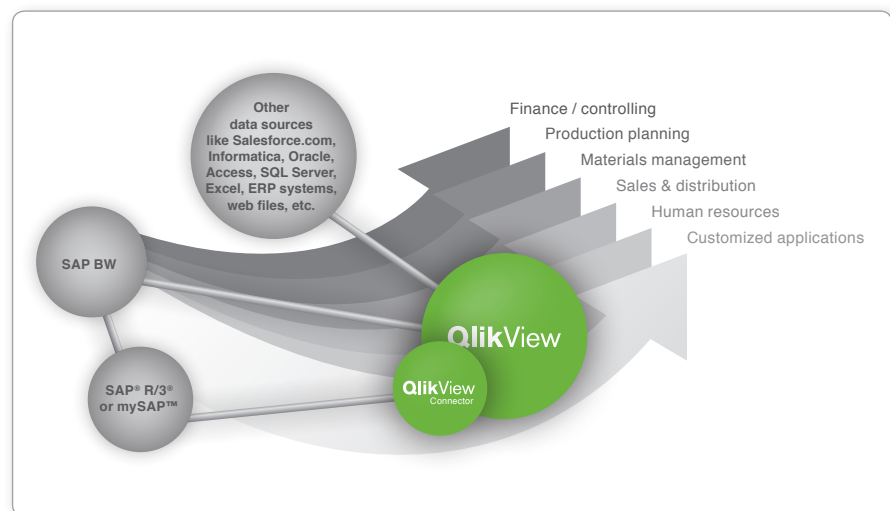 Other
data sources
like Salesforce.com,
Informatica, Oracle,
Access, SQL Server,
Excel, ERP systems,
web files, etc.
Finance / controlling
Production planning
Materials management
Sales & distribution
Human resources
Customized applications
SAP BW
QlikView
SAP® R/3®
or mySAP™
QlikView
Connector